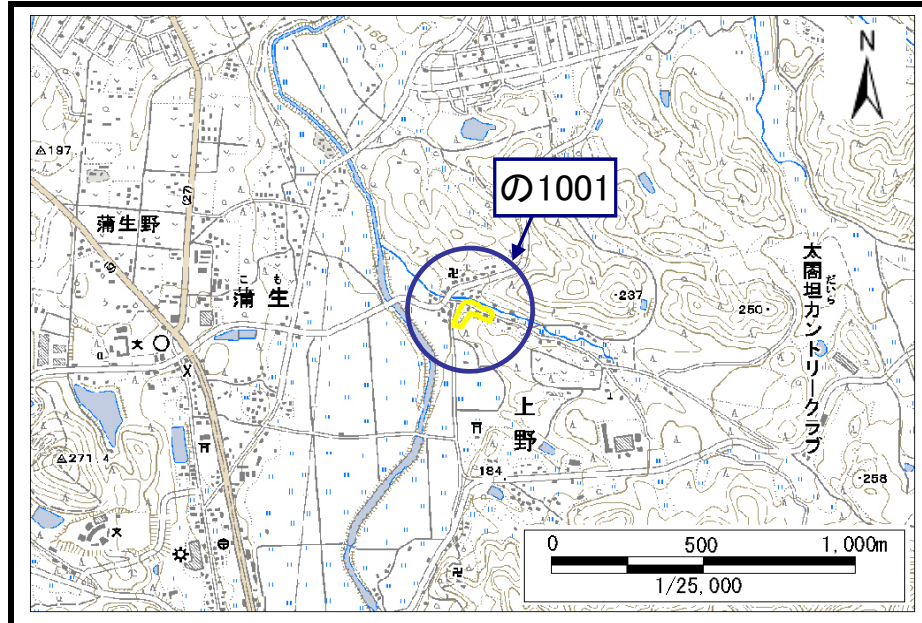 N
160
△197
(27)
の1001
蒲生野
こも
蒲生
(9)
·237
250·
太閤坦カントリークラブ
だいら
上野
184
△271.4
·258
0 500 1,000m
1/25,000